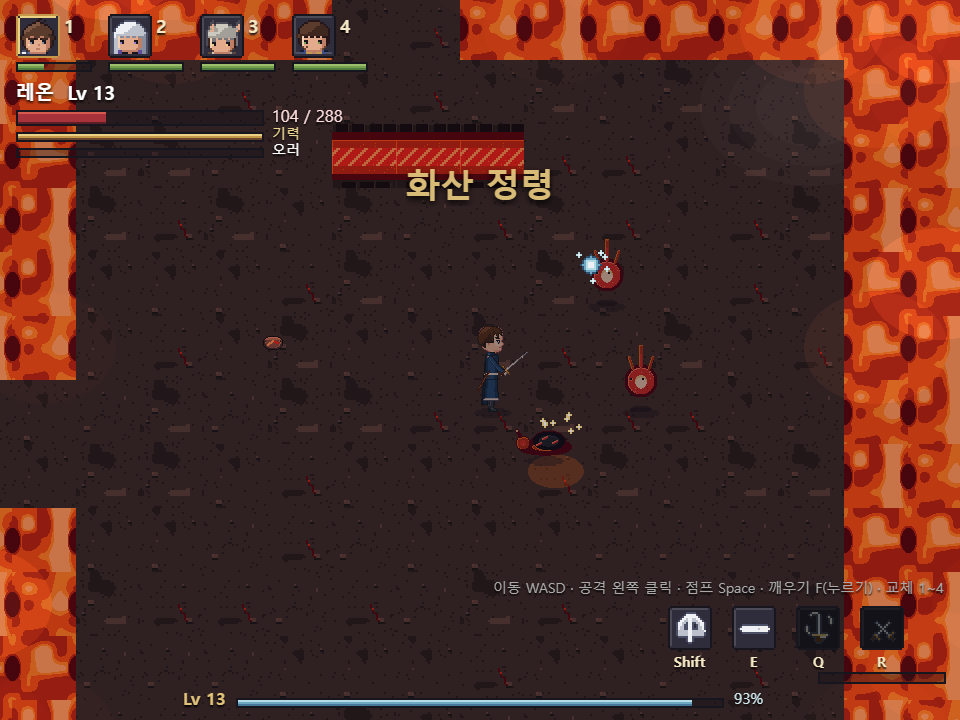 1 2 3 4
레온 Lv 13
104 / 288
기력
오러
화산 정령
이동 WASD · 공격 왼쪽 클릭 · 점프 Space · 깨우기 F(누르기) · 교체 1~4
Shift E Q R
Lv 13 93%